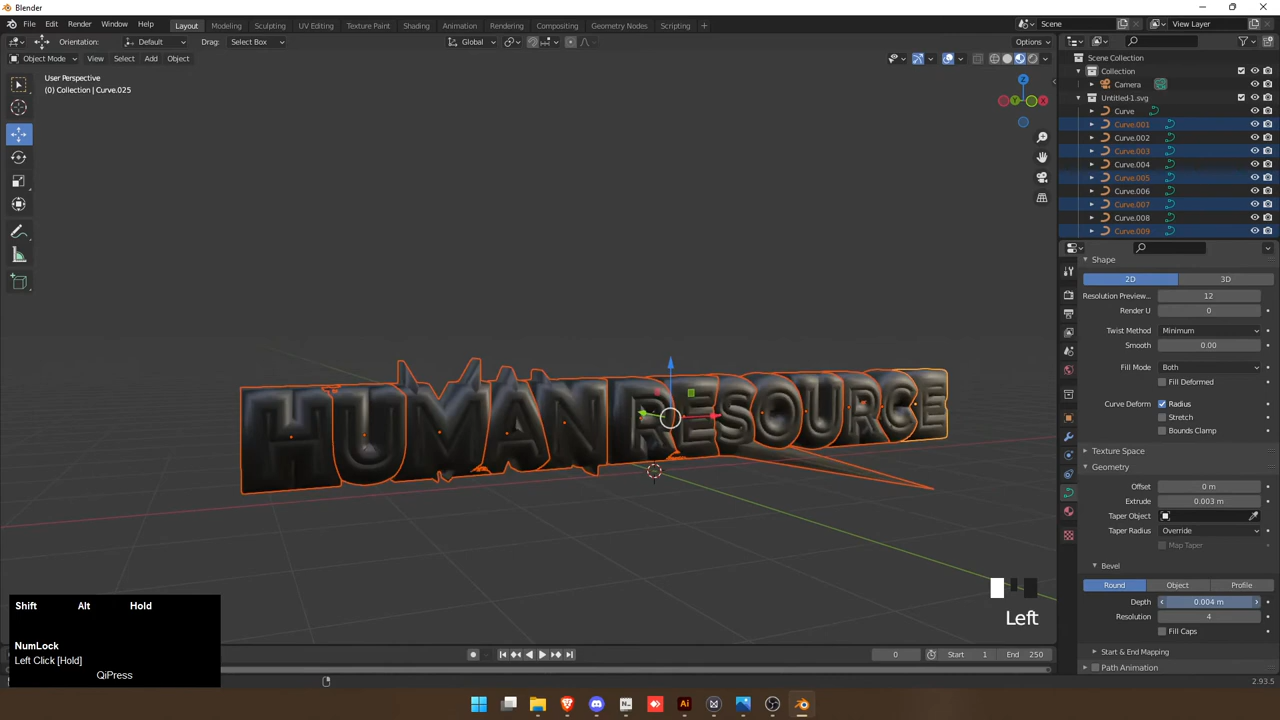 Blender
File Edit Render Window Help Layout Modeling Sculpting UV Editing Texture Paint Shading Animation Rendering Compositing Geometry Nodes Scripting + Scene View Layer
Orientation: Default Drag: Select Box Global Options
Object Mode View Select Add Object
User Perspective
(0) Collection | Curve.025
Scene Collection
Collection
Camera
Untitled-1.svg
Curve
Curve.001
Curve.002
Curve.003
Curve.004
Curve.005
Curve.006
Curve.007
Curve.008
Curve.009
Z
Y X
HUMAN RESOURCE
Shape
2D 3D
Resolution Preview... 12
Render U 0
Twist Method Minimum
Smooth 0.00
Fill Mode Both
Fill Deformed
Curve Deform Radius
Stretch
Bounds Clamp
Texture Space
Geometry
Offset 0 m
Extrude 0.003 m
Taper Object
Taper Radius Override
Map Taper
Bevel
Round Object Profile
Depth 0.004 m
Resolution 4
Fill Caps
Start & End Mapping
Path Animation
Shift Alt Hold
NumLock
Left Click [Hold]
QiPress
Left
0 Start 1 End 250
2.93.5
Ai